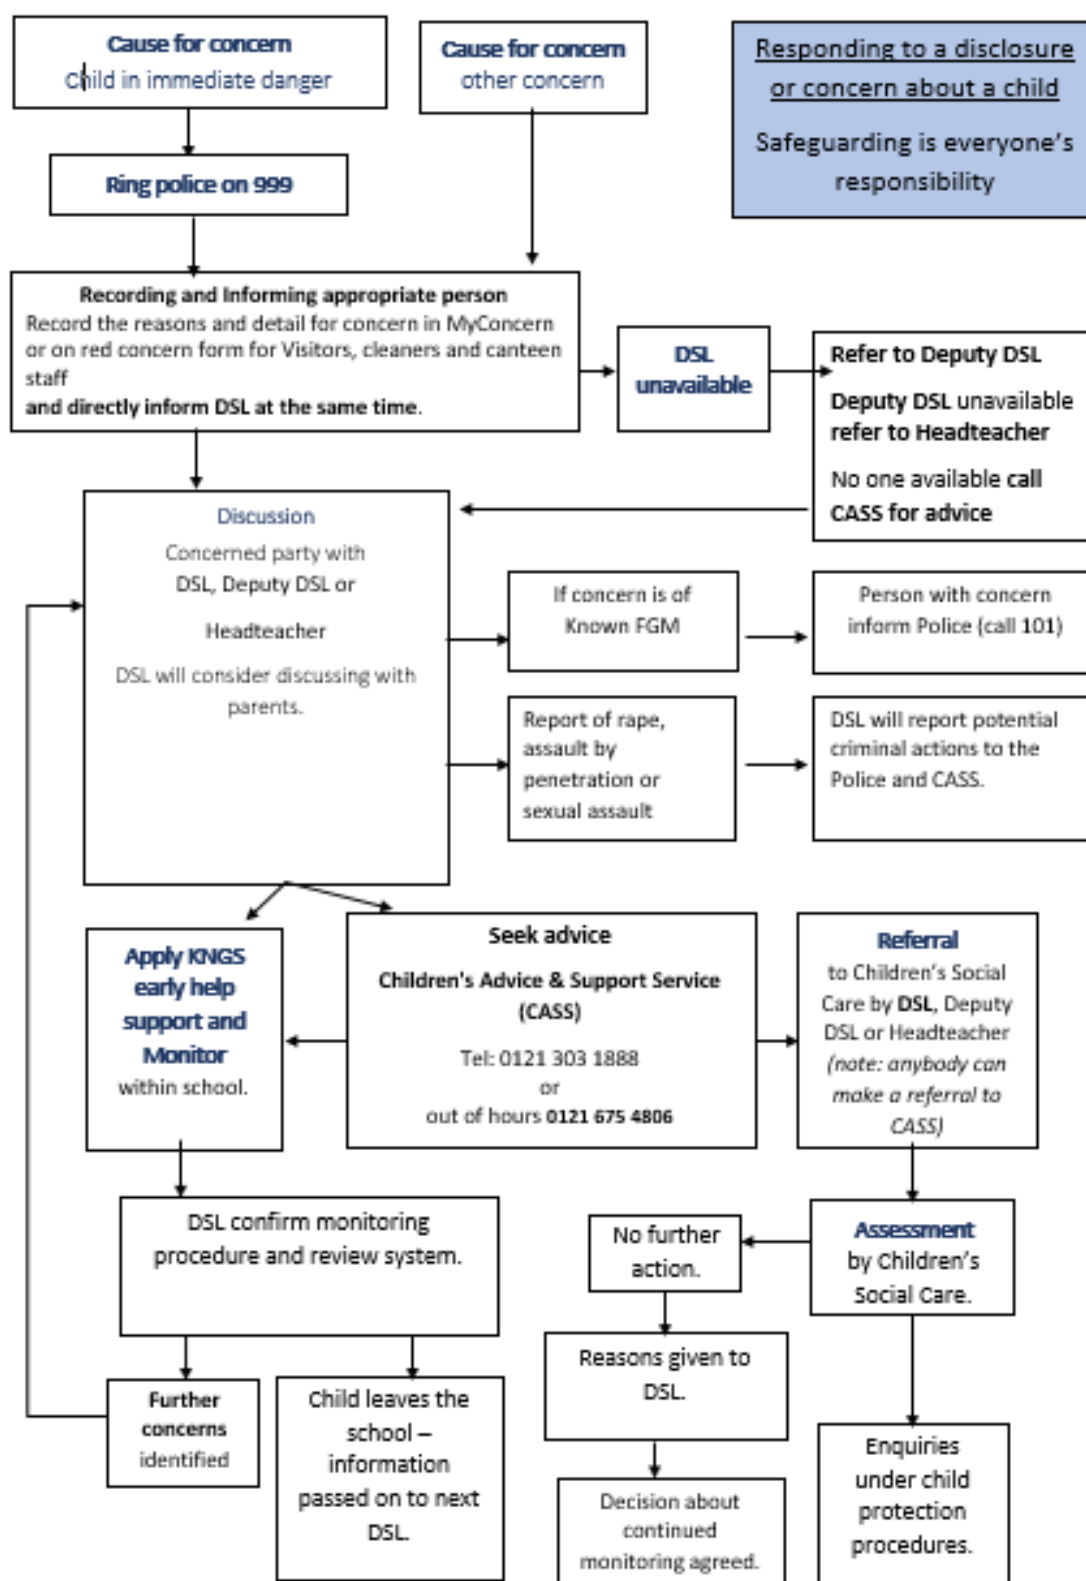 Cause for concern
Child in immediate danger
Cause for concern
other concern
Responding to a disclosure
or concern about a child
Safeguarding is everyone's
responsibility
Ring police on 999
Recording and Informing appropriate person
Record the reasons and detail for concern in MyConcern
or on red concern form for Visitors, cleaners and canteen
staff
and directly inform DSL at the same time.
DSL
unavailable
Refer to Deputy DSL
Deputy DSL unavailable
refer to Headteacher
No one available call
CASS for advice
Discussion
Concerned party with
DSL, Deputy DSL or
Headteacher
DSL will consider discussing with
parents.
If concern is of
Known FGM
Person with concern
inform Police (call 101)
Report of rape,
assault by
penetration or
sexual assault
DSL will report potential
criminal actions to the
Police and CASS.
Apply KNGS
early help
support and
Monitor
within school.
Seek advice
Children's Advice & Support Service
(CASS)
Tel: 0121 303 1888
or
out of hours 0121 675 4806
Referral
to Children's Social
Care by DSL, Deputy
DSL or Headteacher
(note: anybody can
make a referral to
CASS)
DSL confirm monitoring
procedure and review system.
No further
action.
Assessment
by Children's
Social Care.
Further
concerns
identified
Child leaves the
school –
information
passed on to next
DSL.
Reasons given to
DSL.
Decision about
continued
monitoring agreed.
Enquiries
under child
protection
procedures.